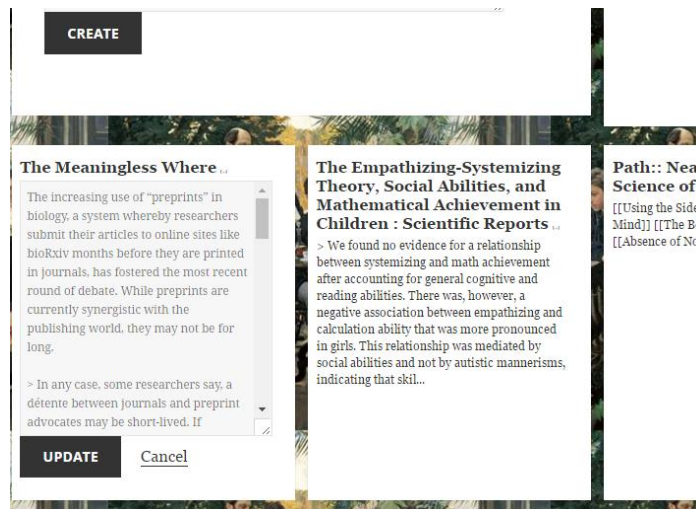 CREATE
The Meaningless Where
The increasing use of “preprints” in
biology, a system whereby researchers
submit their articles to online sites like
bioRxiv months before they are printed
in journals, has fostered the most recent
round of debate. While preprints are
currently synergistic with the
publishing world, they may not be for
long.
> In any case, some researchers say, a
détente between journals and preprint
advocates may be short-lived. If
UPDATE Cancel
The Empathizing-Systemizing
Theory, Social Abilities, and
Mathematical Achievement in
Children : Scientific Reports
> We found no evidence for a relationship
between systemizing and math achievement
after accounting for general cognitive and
reading abilities. There was, however, a
negative association between empathizing and
calculation ability that was more pronounced
in girls. This relationship was mediated by
social abilities and not by autistic mannerisms,
indicating that skil...
Path:: Nea
Science of
[[Using the Side
Mind]] [[The B
[[Absence of No